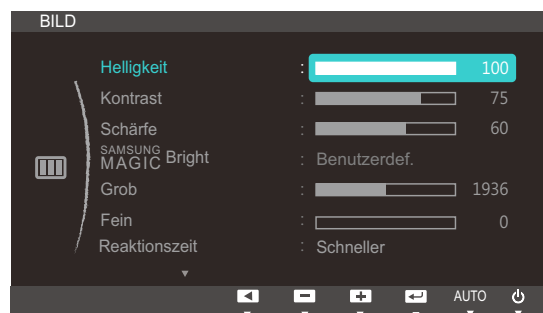 BILD
Helligkeit : 100
Kontrast : 75
Schärfe : 60
SAMSUNG MAGIC Bright : Benutzerdef.
Grob : 1936
Fein : 0
Reaktionszeit : Schneller
AUTO